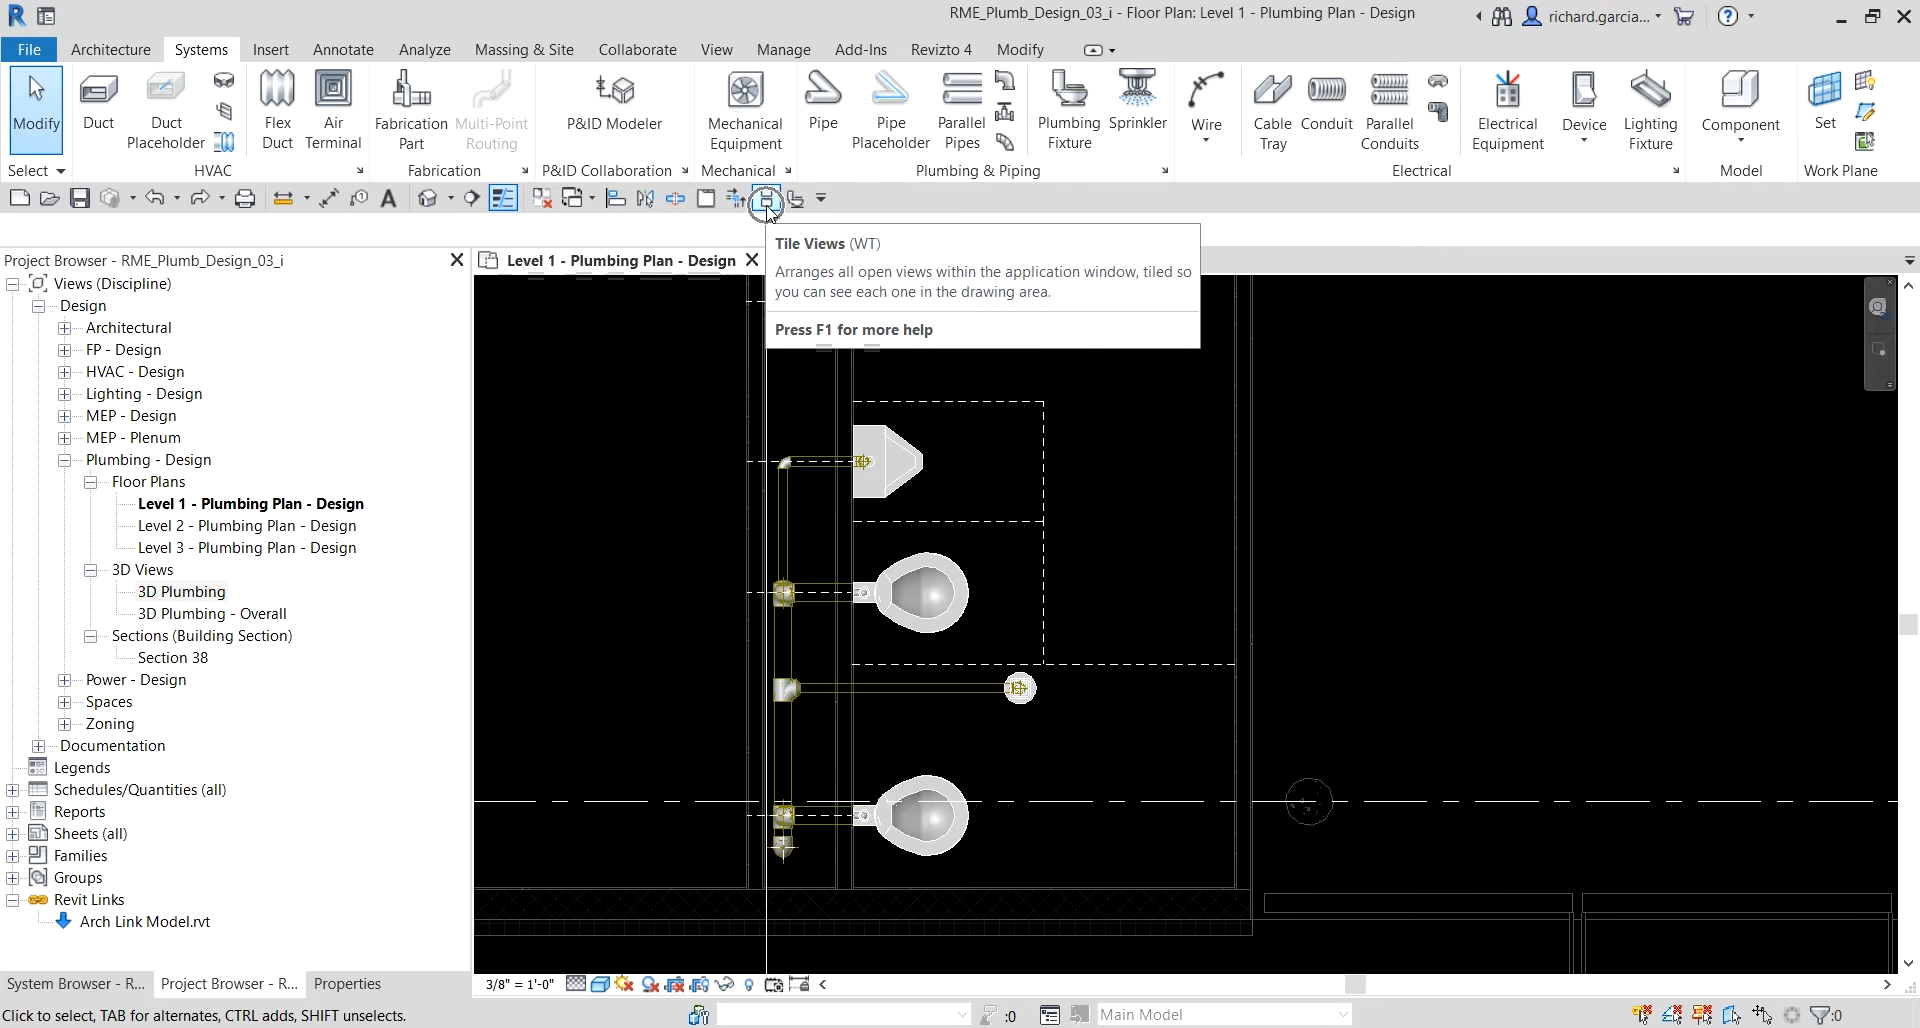 RME_Plumb_Design_03_i - Floor Plan: Level 1 - Plumbing Plan - Design
richard.garcia...
File Architecture Systems Insert Annotate Analyze Massing & Site Collaborate View Manage Add-Ins Revizto 4 Modify
Modify
Duct
Duct Placeholder
Flex Duct
Air Terminal
Fabrication Part
Multi-Point Routing
P&ID Modeler
Mechanical Equipment
Pipe
Pipe Placeholder
Parallel Pipes
Plumbing Fixture
Sprinkler
Wire
Cable Tray
Conduit
Parallel Conduits
Electrical Equipment
Device
Lighting Fixture
Component
Set
Select HVAC Fabrication P&ID Collaboration Mechanical Plumbing & Piping Electrical Model Work Plane
Tile Views (WT)
Arranges all open views within the application window, tiled so
you can see each one in the drawing area.
Press F1 for more help
Project Browser - RME_Plumb_Design_03_i
Level 1 - Plumbing Plan - Design
Views (Discipline)
Design
Architectural
FP - Design
HVAC - Design
Lighting - Design
MEP - Design
MEP - Plenum
Plumbing - Design
Floor Plans
Level 1 - Plumbing Plan - Design
Level 2 - Plumbing Plan - Design
Level 3 - Plumbing Plan - Design
3D Views
3D Plumbing
3D Plumbing - Overall
Sections (Building Section)
Section 38
Power - Design
Spaces
Zoning
Documentation
Legends
Schedules/Quantities (all)
Reports
Sheets (all)
Families
Groups
Revit Links
Arch Link Model.rvt
System Browser - R... Project Browser - R... Properties
3/8" = 1'-0"
Click to select, TAB for alternates, CTRL adds, SHIFT unselects.
:0
Main Model
:0